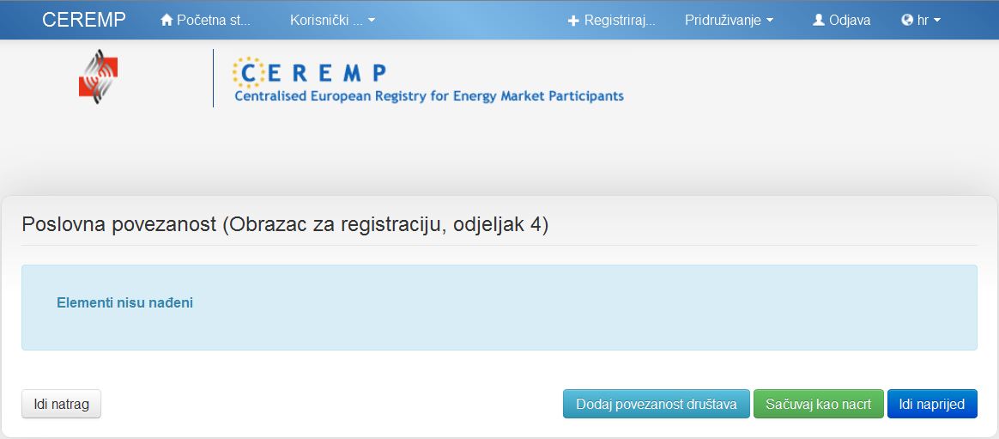 CEREMP Početna st... Korisnički ... Registriraj... Pridruživanje Odjava hr
CEREMP
Centralised European Registry for Energy Market Participants
Poslovna povezanost (Obrazac za registraciju, odjeljak 4)
Elementi nisu nađeni
Idi natrag Dodaj povezanost društava Sačuvaj kao nacrt Idi naprijed